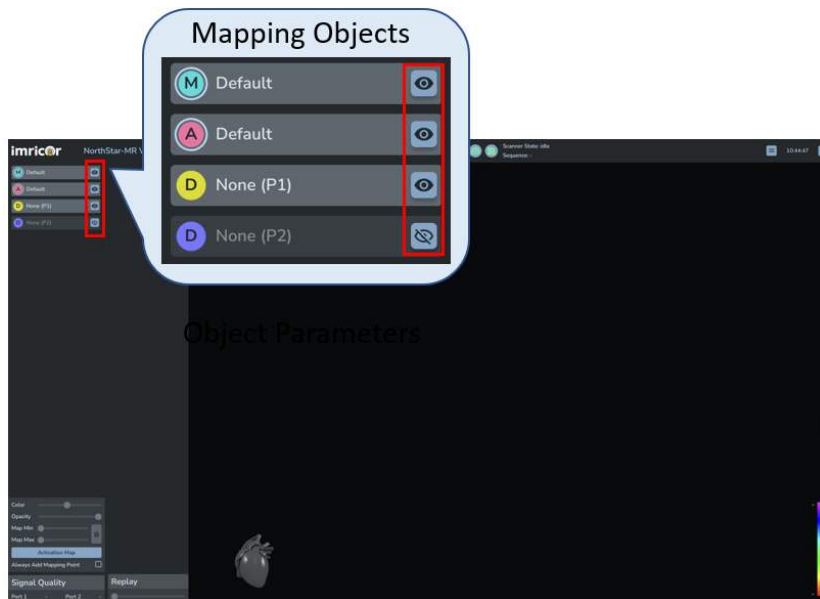 Mapping Objects
M Default
A Default
D None (P1)
D None (P2)
imricor NorthStar-MR
Scanner State: idle
Sequence: -
10:44:47
M Default
A Default
D None (P1)
D None (P2)
Object Parameters
Color
Opacity
Map Min
Map Max
Activation Map
Always Add Mapping Point
Signal Quality Replay
Port 1 - Port 2 -